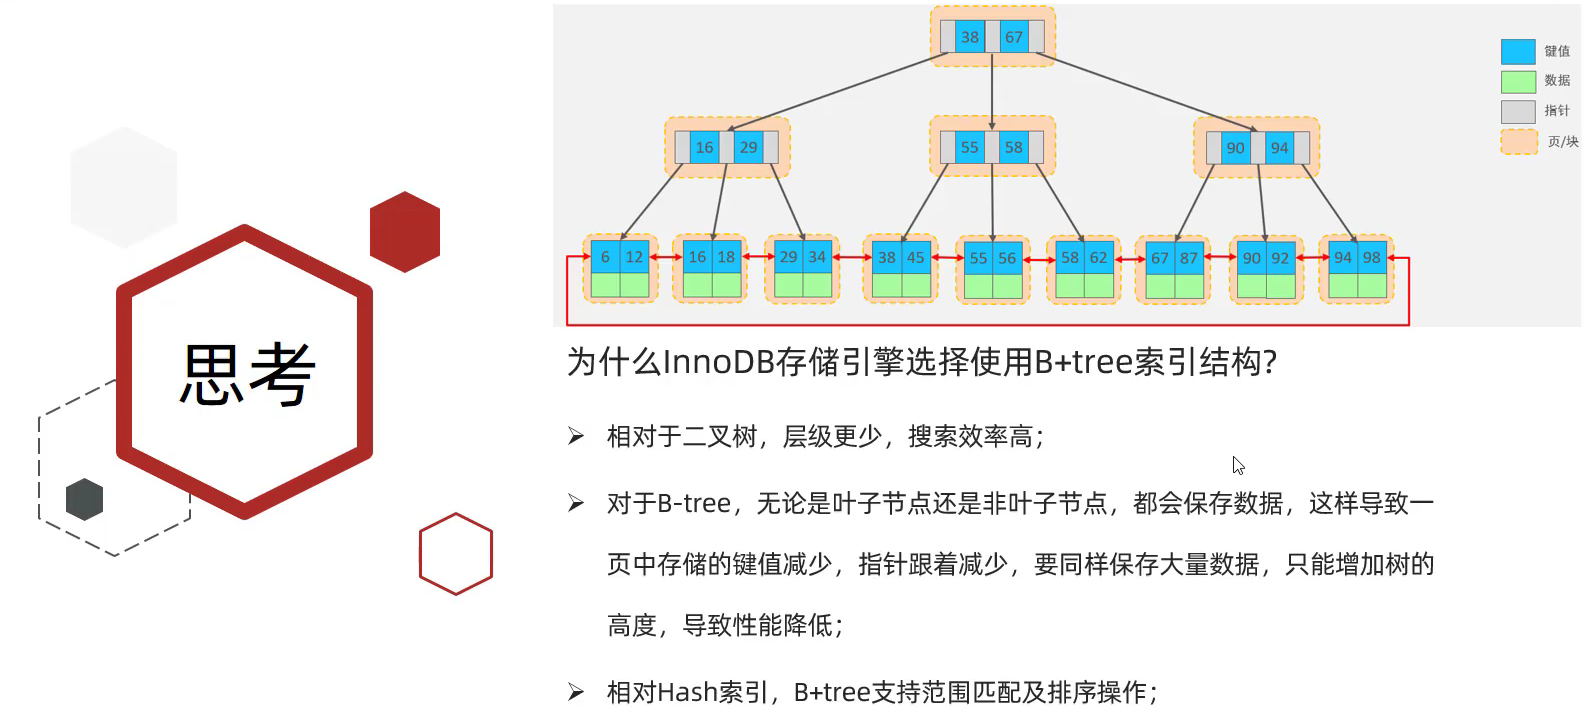 38 67
键值
数据
指针
页/块
16 29
55 58
90 94
6 12
16 18
29 34
38 45
55 56
58 62
67 87
90 92
94 98
思考
为什么InnoDB存储引擎选择使用B+tree索引结构?
相对于二叉树，层级更少，搜索效率高；
对于B-tree，无论是叶子节点还是非叶子节点，都会保存数据，这样导致一
页中存储的键值减少，指针跟着减少，要同样保存大量数据，只能增加树的
高度，导致性能降低；
相对Hash索引，B+tree支持范围匹配及排序操作；